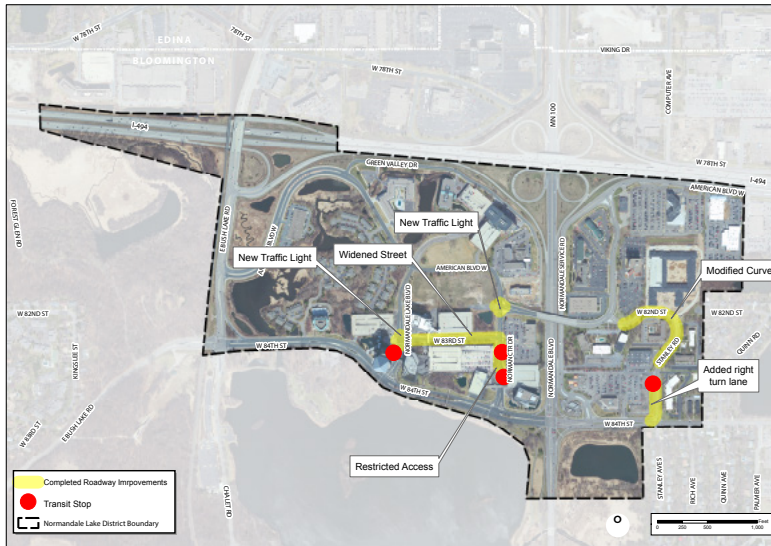 W 78TH ST
78TH ST
EDINA
BLOOMINGTON
VIKING DR
W 78TH ST
MN 100
COMPUTER AVE
I-494
W 78TH ST
I-494
GREEN VALLEY DR
AMERICAN BLVD W
FOREST GLEN RD
E BUSH LAKE RD
BLVD W
New Traffic Light
New Traffic Light
Widened Street
AMERICAN BLVD W
NORMANDALE SERVICE RD
Modified Curve
W 82ND ST
W 82ND ST
W 82ND ST
NORMANDALE LAKE BLVD
W 83RD ST
NORMAN CTR DR
NORMANDALE BLVD
STANLEY RD
QUINN RD
KINGSLEE ST
W 84TH ST
W 84TH ST
Added right
turn lane
W 83RD ST
E BUSH LAKE RD
W 84TH ST
Restricted Access
CHALET RD
STANLEY AVE S
RICH AVE
QUINN AVE
PALMER AVE
Completed Roadway Imrpovements
Transit Stop
Normandale Lake District Boundary
O
Feet
0 250 500 1,000